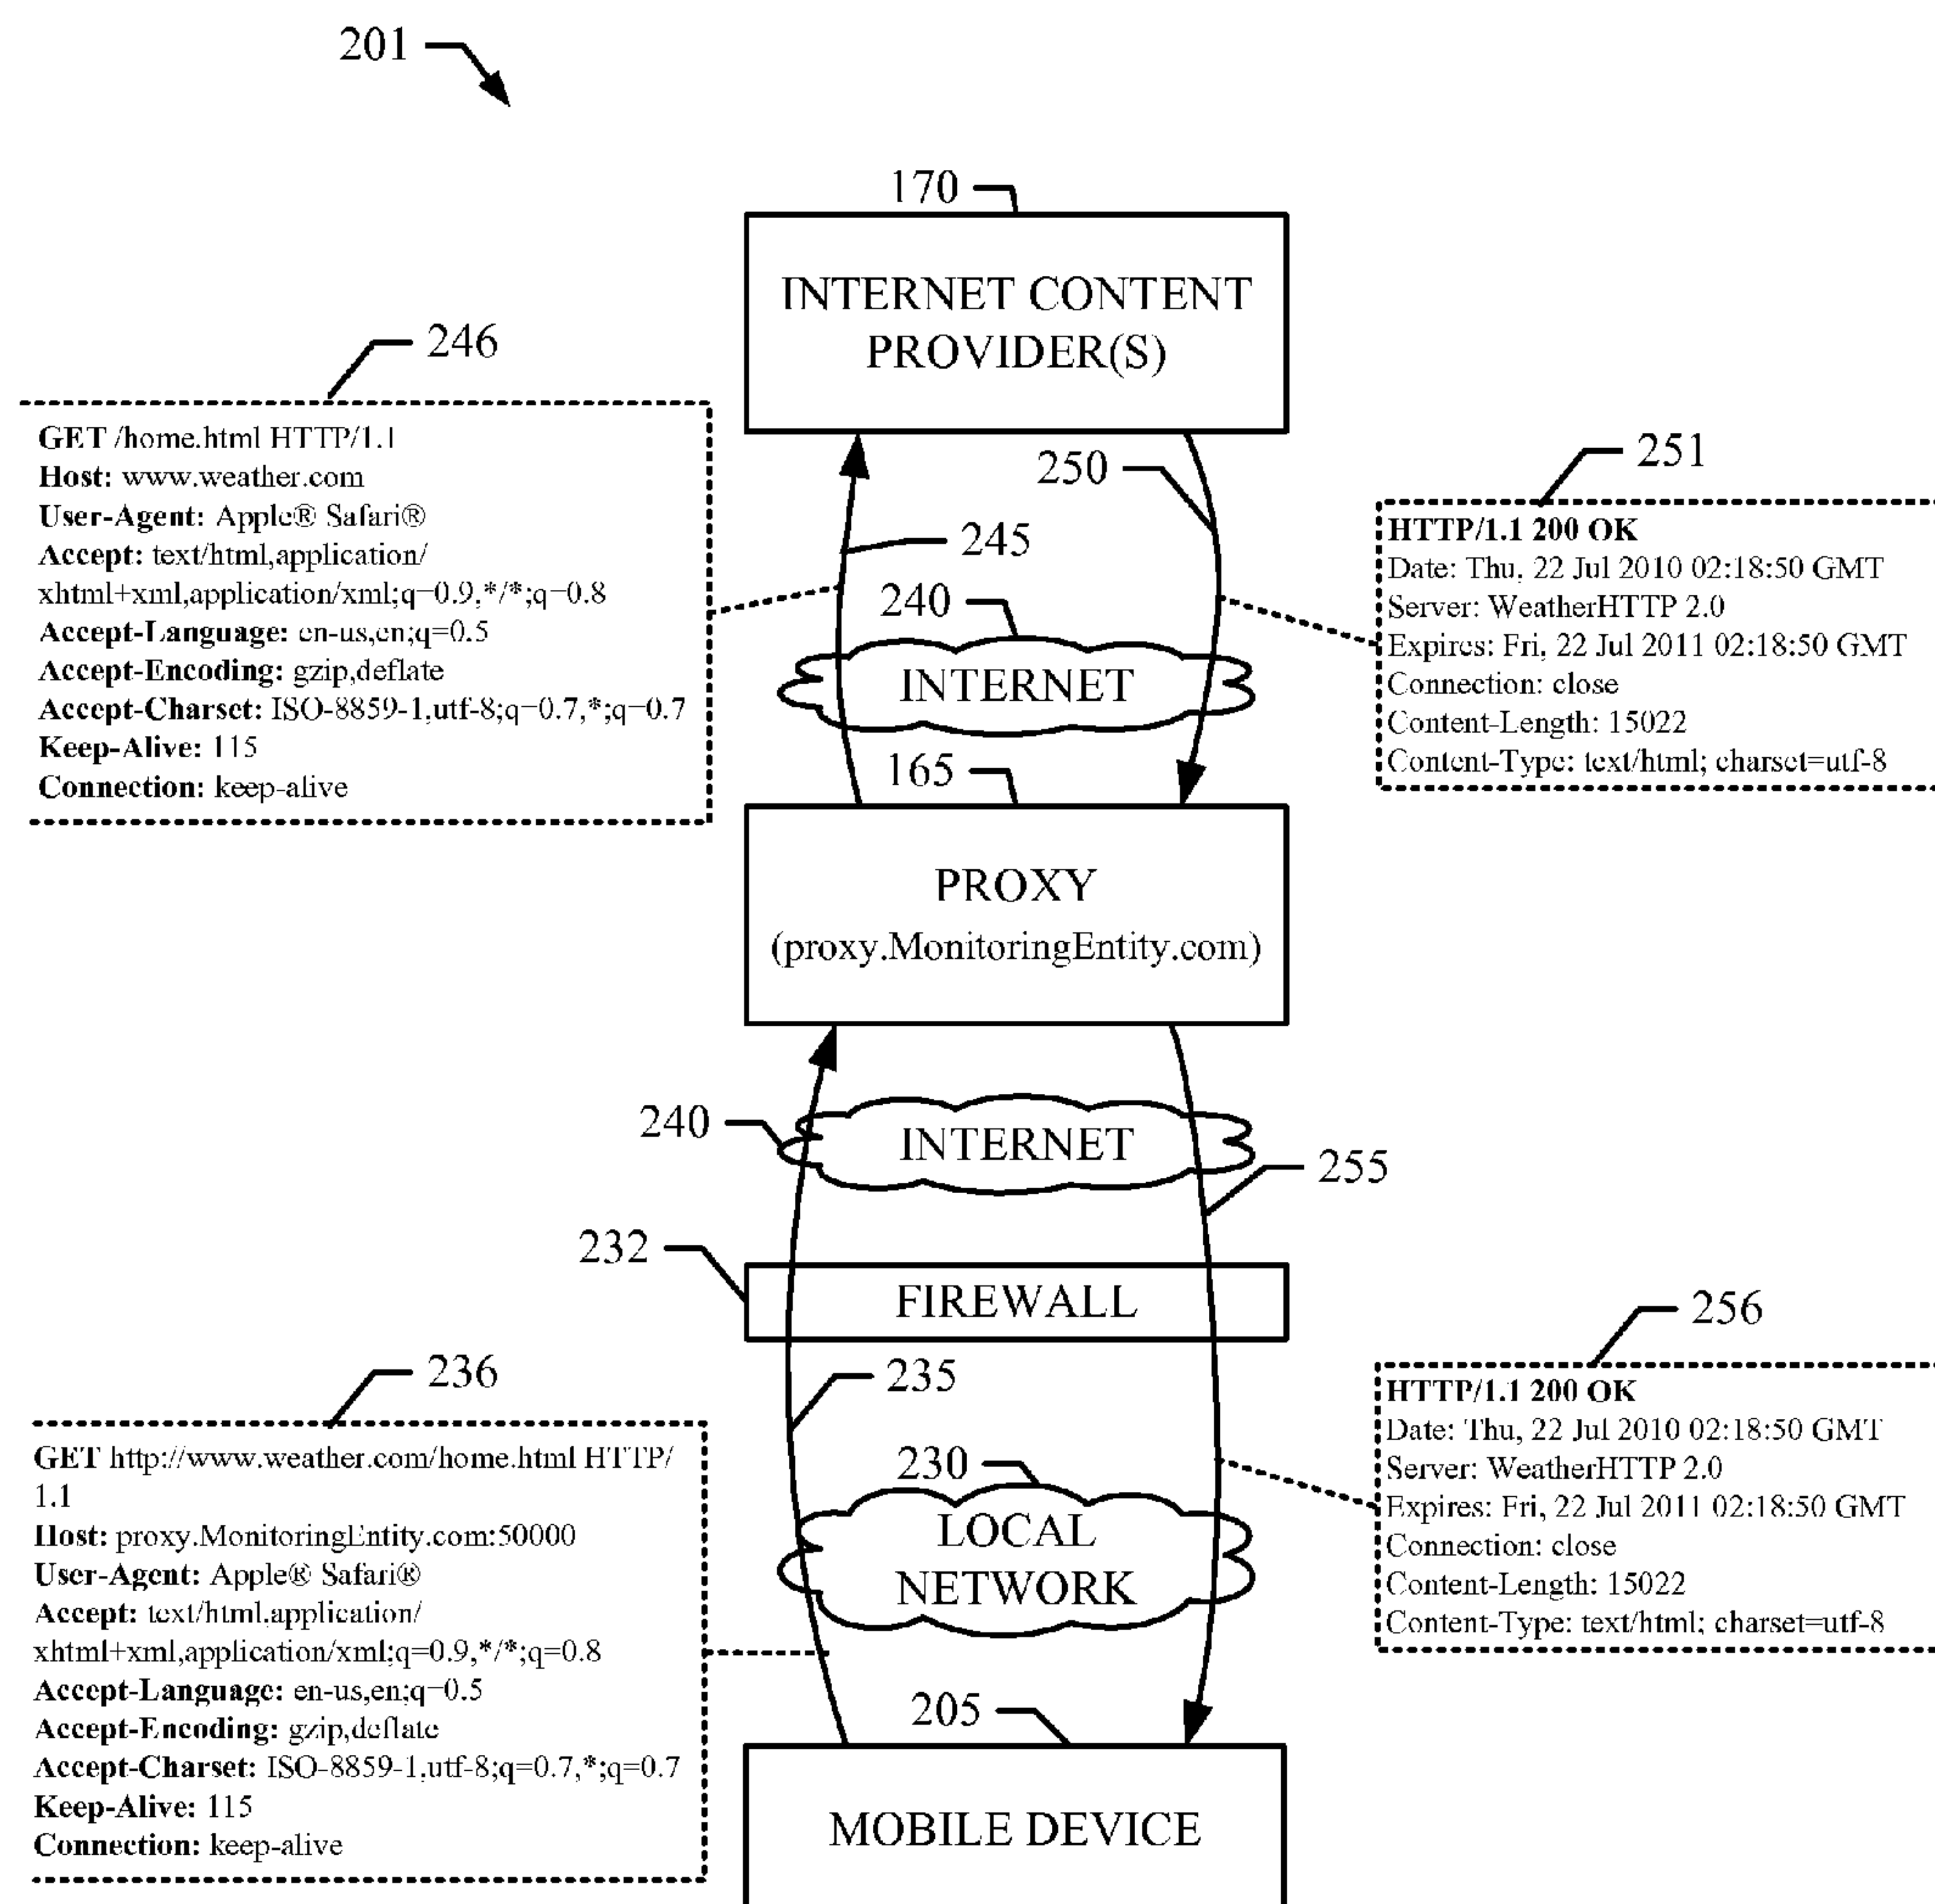 201
170
INTERNET CONTENT
PROVIDER(S)
246
GET /home.html HTTP/1.1
Host: www.weather.com
User-Agent: Apple® Safari®
Accept: text/html,application/
xhtml+xml,application/xml;q=0.9,*/*;q=0.8
Accept-Language: en-us,en;q=0.5
Accept-Encoding: gzip,deflate
Accept-Charset: ISO-8859-1,utf-8;q=0.7,*;q=0.7
Keep-Alive: 115
Connection: keep-alive
250
245
251
HTTP/1.1 200 OK
Date: Thu, 22 Jul 2010 02:18:50 GMT
Server: WeatherHTTP 2.0
Expires: Fri, 22 Jul 2011 02:18:50 GMT
Connection: close
Content-Length: 15022
Content-Type: text/html; charset=utf-8
240
INTERNET
165
PROXY
(proxy.MonitoringEntity.com)
240
INTERNET
255
232
FIREWALL
236
GET http://www.weather.com/home.html HTTP/
1.1
Host: proxy.MonitoringEntity.com:50000
User-Agent: Apple® Safari®
Accept: text/html,application/
xhtml+xml,application/xml;q=0.9,*/*;q=0.8
Accept-Language: en-us,en;q=0.5
Accept-Encoding: gzip,deflate
Accept-Charset: ISO-8859-1,utf-8;q=0.7,*;q=0.7
Keep-Alive: 115
Connection: keep-alive
235
256
HTTP/1.1 200 OK
Date: Thu, 22 Jul 2010 02:18:50 GMT
Server: WeatherHTTP 2.0
Expires: Fri, 22 Jul 2011 02:18:50 GMT
Connection: close
Content-Length: 15022
Content-Type: text/html; charset=utf-8
230
LOCAL
NETWORK
205
MOBILE DEVICE